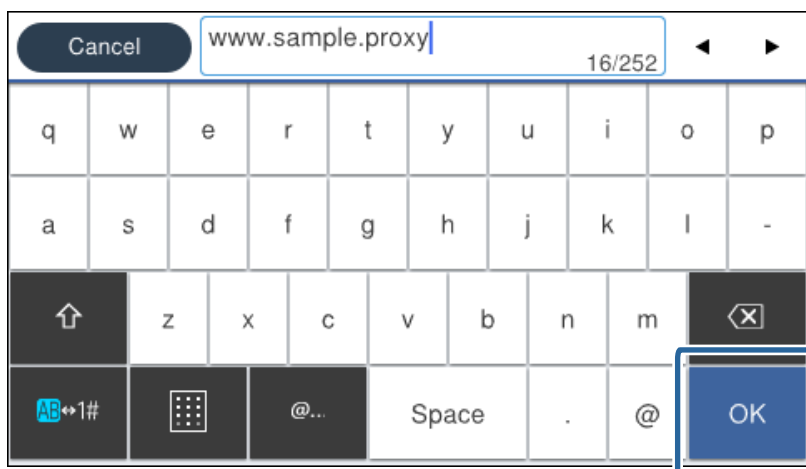 Cancel www.sample.proxy
16/252
q w e r t y u i o p
a s d f g h j k l -
z x c v b n m
AB↔1# @... Space . @ OK